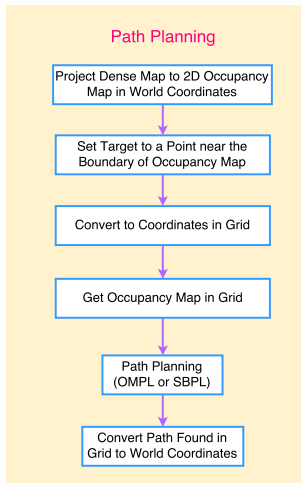 Path Planning
Project Dense Map to 2D Occupancy
Map in World Coordinates
Set Target to a Point near the
Boundary of Occupancy Map
Convert to Coordinates in Grid
Get Occupancy Map in Grid
Path Planning
(OMPL or SBPL)
Convert Path Found in
Grid to World Coordinates